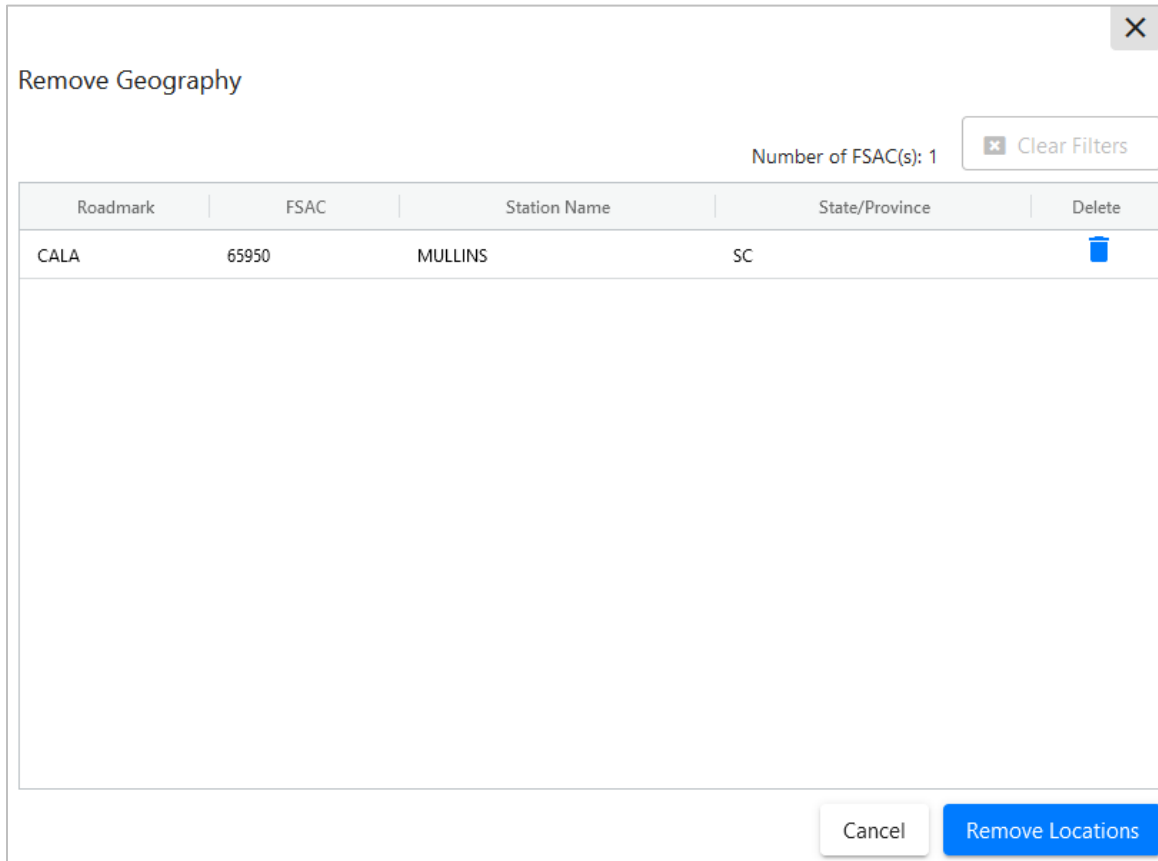 Remove Geography
Number of FSAC(s): 1 Clear Filters
Roadmark FSAC Station Name State/Province Delete
CALA 65950 MULLINS SC
Cancel Remove Locations